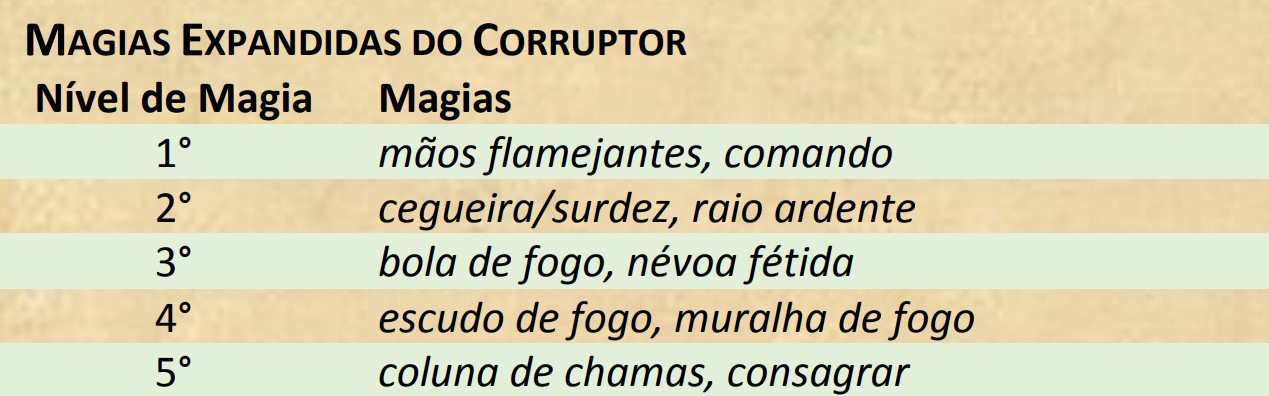 MAGIAS EXPANDIDAS DO CORRUPTOR
Nível de Magia Magias
1° mãos flamejantes, comando
2° cegueira/surdez, raio ardente
3° bola de fogo, névoa fétida
4° escudo de fogo, muralha de fogo
5° coluna de chamas, consagrar